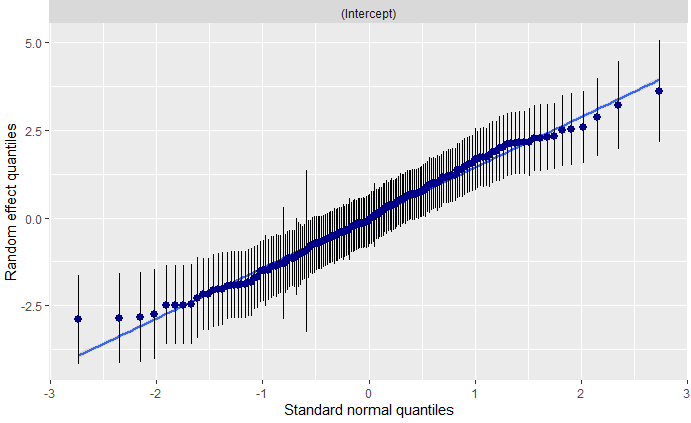 (Intercept)
Random effect quantiles
5.0
2.5
0.0
-2.5
-3 -2 -1 0 1 2 3
Standard normal quantiles